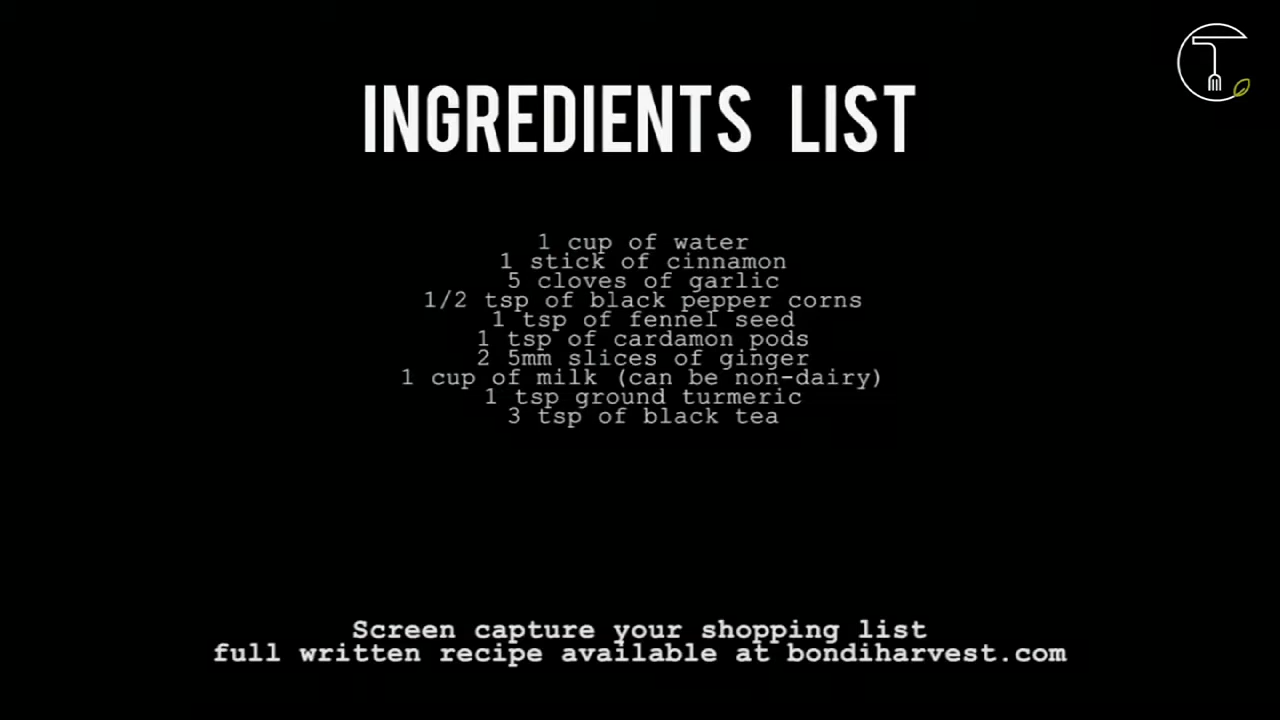 INGREDIENTS LIST
1 cup of water
1 stick of cinnamon
5 cloves of garlic
1/2 tsp of black pepper corns
1 tsp of fennel seed
1 tsp of cardamon pods
2 5mm slices of ginger
1 cup of milk (can be non-dairy)
1 tsp ground turmeric
3 tsp of black tea
Screen capture your shopping list
full written recipe available at bondiharvest.com